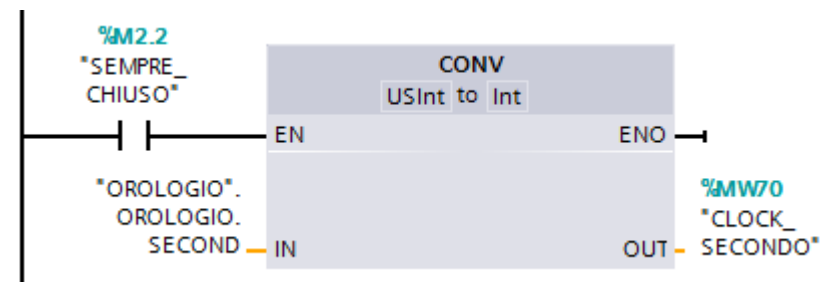 %M2.2
"SEMPRE_
CHIUSO"
CONV
USInt to Int
EN
ENO
"OROLOGIO".
OROLOGIO.
SECOND
IN
OUT
%MW70
"CLOCK_
SECONDO"